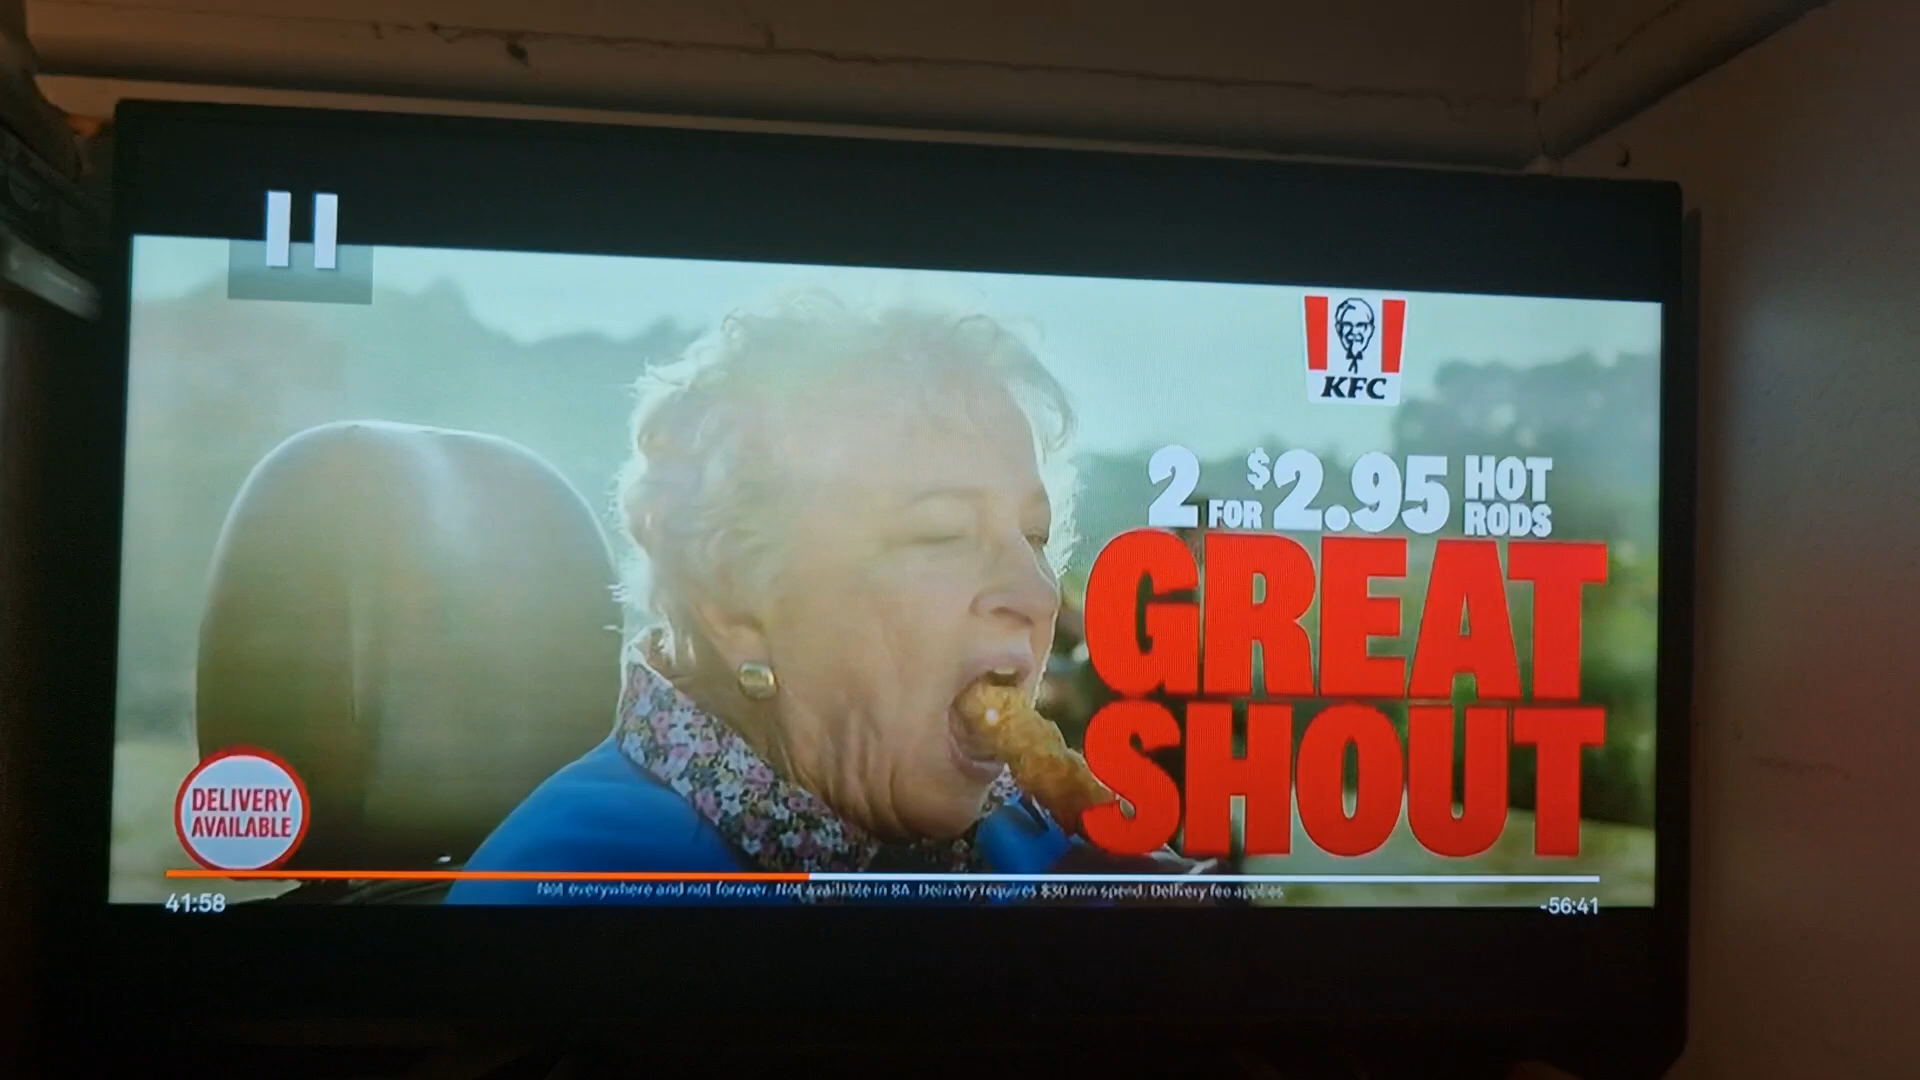 KFC
2 FOR $2.95 HOT RODS
GREAT
SHOUT
DELIVERY
AVAILABLE
Not everywhere and not forever. Not available in SA. Delivery requires $30 min spend. Delivery fee applies.
41:58
-56:41